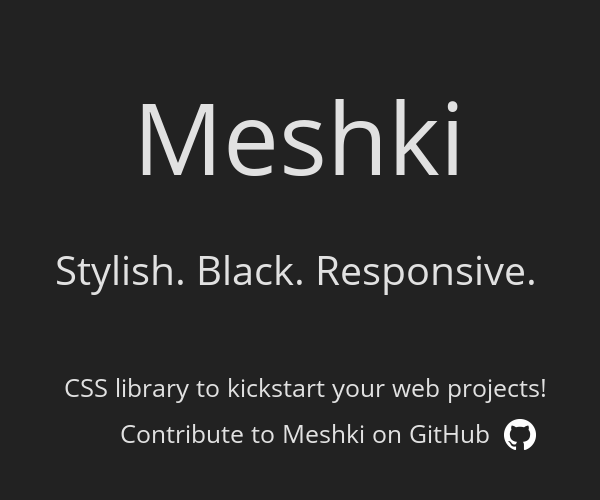 Meshki
Stylish. Black. Responsive.
CSS library to kickstart your web projects!
Contribute to Meshki on GitHub